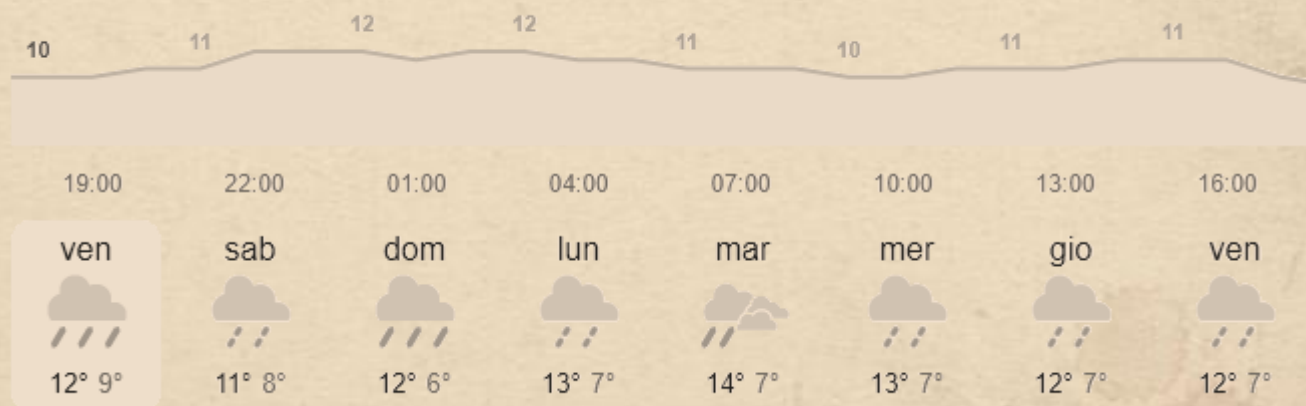 10 11 12 12 11 10 11 11
19:00 22:00 01:00 04:00 07:00 10:00 13:00 16:00
ven sab dom lun mar mer gio ven
12° 9° 11° 8° 12° 6° 13° 7° 14° 7° 13° 7° 12° 7° 12° 7°